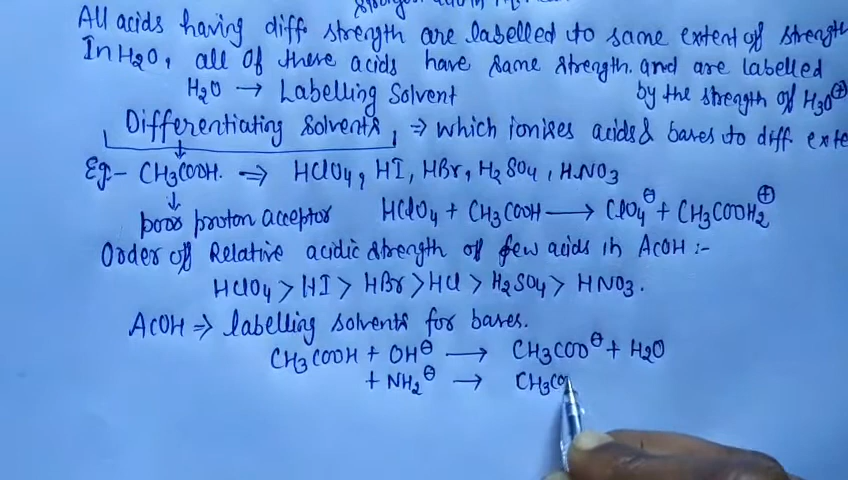 All acids having diff. strength are labelled to same extent of strength
In H2O, all of these acids have same strength. and are labelled
H2O → Labelling Solvent by the strength of H3O⊕
Differentiating Solvents, ⇒ which ionises acids & bases to diff. exte
Eg- CH3COOH. ⇒ HClO4, HI, HBr, H2SO4, HNO3
↓
poor proton acceptor HClO4 + CH3COOH → ClO4⊖ + CH3COOH2⊕
Order of Relative acidic strength of few acids in AcOH :-
HClO4 > HI > HBr > HCl > H2SO4 > HNO3.
AcOH ⇒ labelling solvents for bases.
CH3COOH + OH⊖ → CH3COO⊖ + H2O
+ NH2⊖ → CH3CO